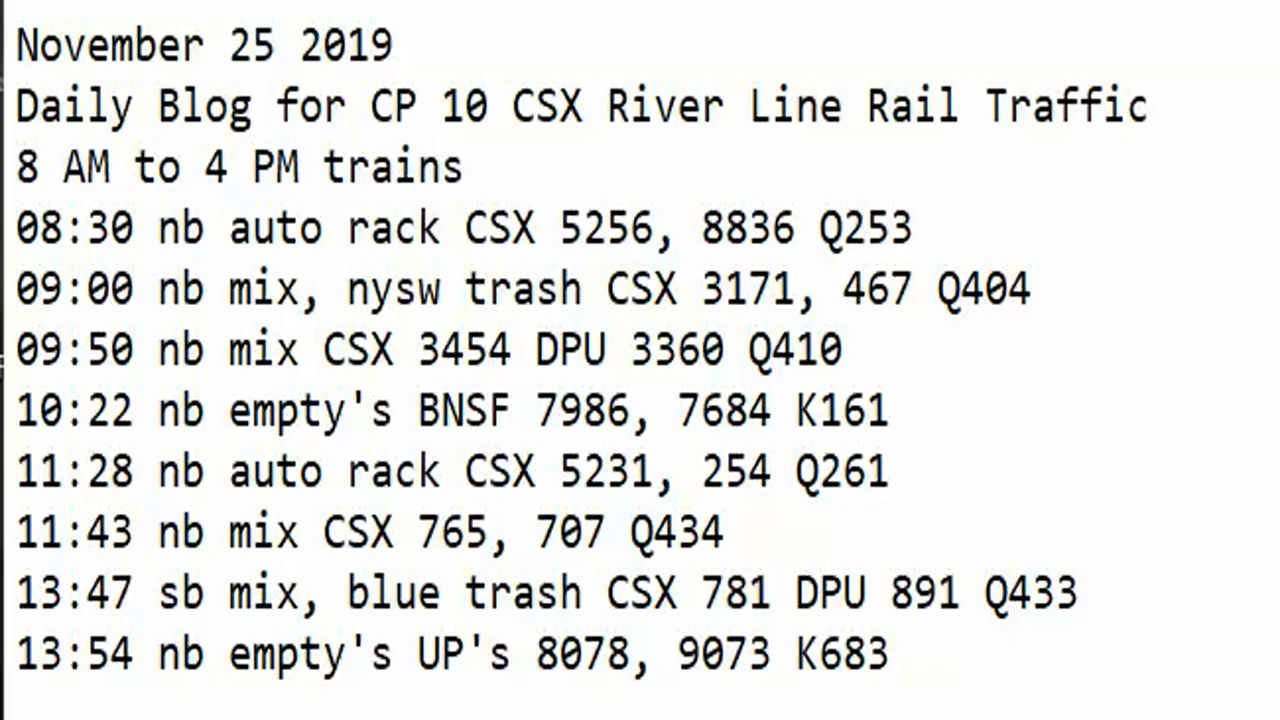 November 25 2019
Daily Blog for CP 10 CSX River Line Rail Traffic
8 AM to 4 PM trains
08:30 nb auto rack CSX 5256, 8836 Q253
09:00 nb mix, nysw trash CSX 3171, 467 Q404
09:50 nb mix CSX 3454 DPU 3360 Q410
10:22 nb empty's BNSF 7986, 7684 K161
11:28 nb auto rack CSX 5231, 254 Q261
11:43 nb mix CSX 765, 707 Q434
13:47 sb mix, blue trash CSX 781 DPU 891 Q433
13:54 nb empty's UP's 8078, 9073 K683